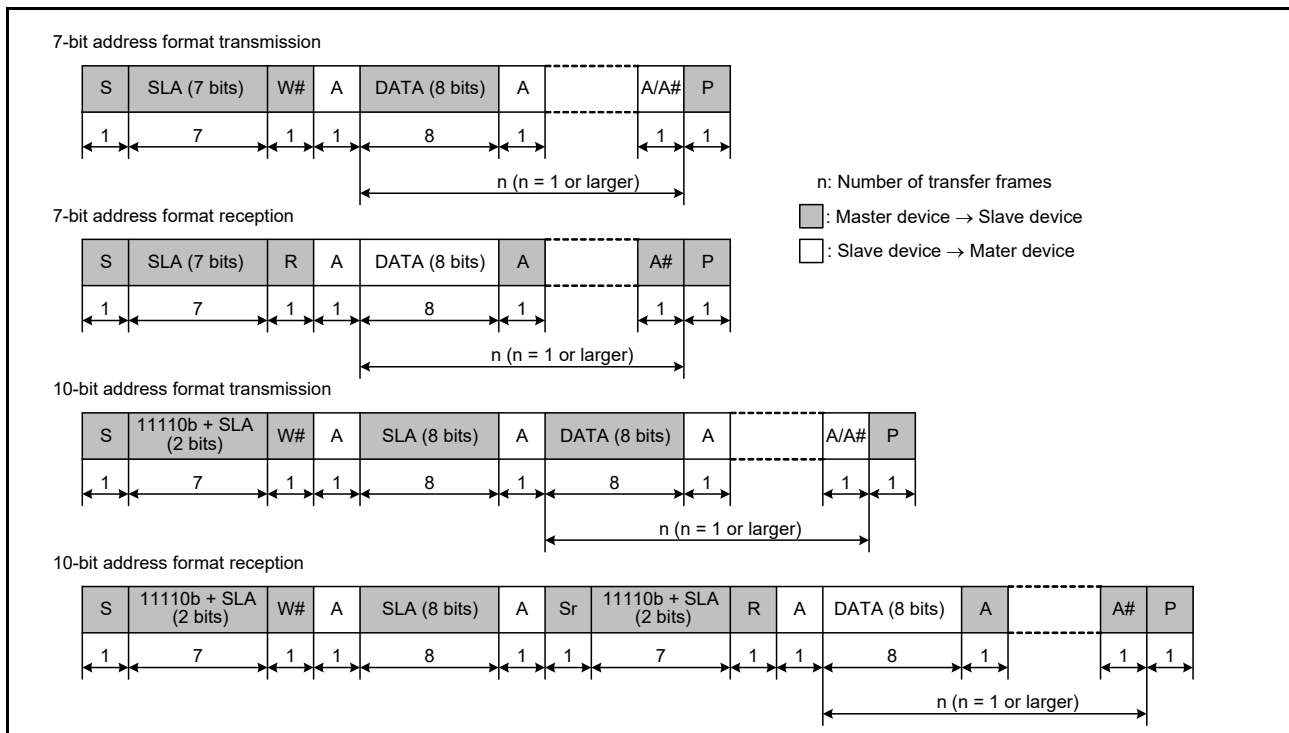 7-bit address format transmission
S SLA (7 bits) W# A DATA (8 bits) A A/A# P
1 7 1 1 8 1 1 1
n (n = 1 or larger)
n: Number of transfer frames
: Master device → Slave device
: Slave device → Mater device
7-bit address format reception
S SLA (7 bits) R A DATA (8 bits) A A# P
1 7 1 1 8 1 1 1
n (n = 1 or larger)
10-bit address format transmission
S 11110b + SLA (2 bits) W# A SLA (8 bits) A DATA (8 bits) A A/A# P
1 7 1 1 8 1 8 1 1 1
n (n = 1 or larger)
10-bit address format reception
S 11110b + SLA (2 bits) W# A SLA (8 bits) A Sr 11110b + SLA (2 bits) R A DATA (8 bits) A A# P
1 7 1 1 8 1 1 7 1 1 8 1 1 1
n (n = 1 or larger)